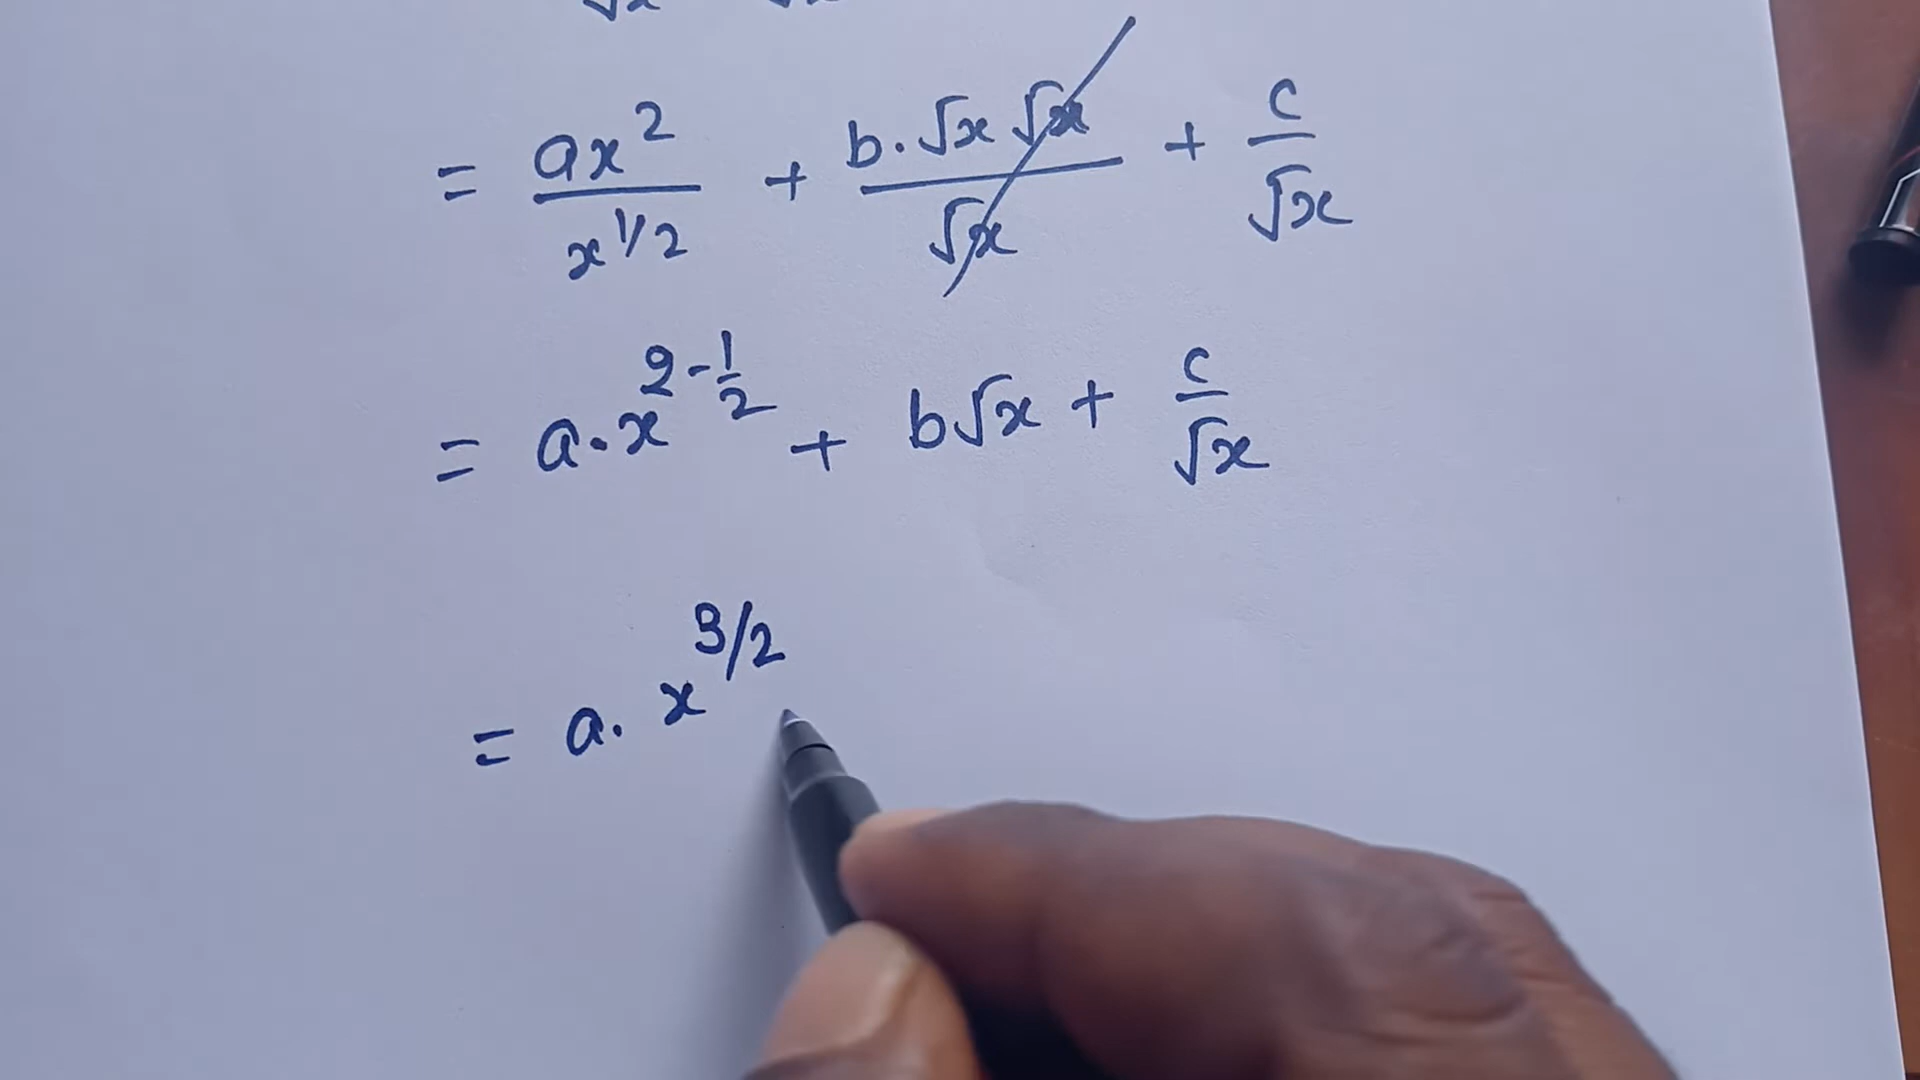 √x √x
= ax²/x^1/2 + b.√x √x/√x + c/√x
= a.x^2-1/2 + b√x + c/√x
= a. x^3/2